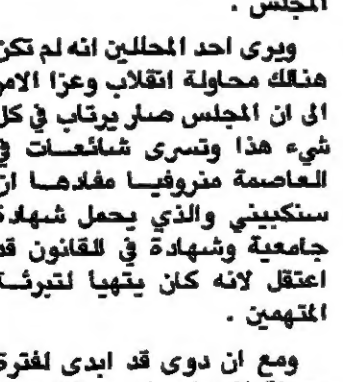 المجلس .
ويرى احد المحللين انه لم تكن
هنالك محاولة انقلاب وعزا الامر
الى ان المجلس صار يرتاب في كل
شيء هذا وتسرى شائعات في
العاصمة منروفيا مفادها ان
سنكبيني والذي يحمل شهادة
جامعية وشهادة في القانون قد
اعتقل لانه كان يتهيأ لتبرئة
المتهمين .
ومع ان دوى قد ابدى لفترة